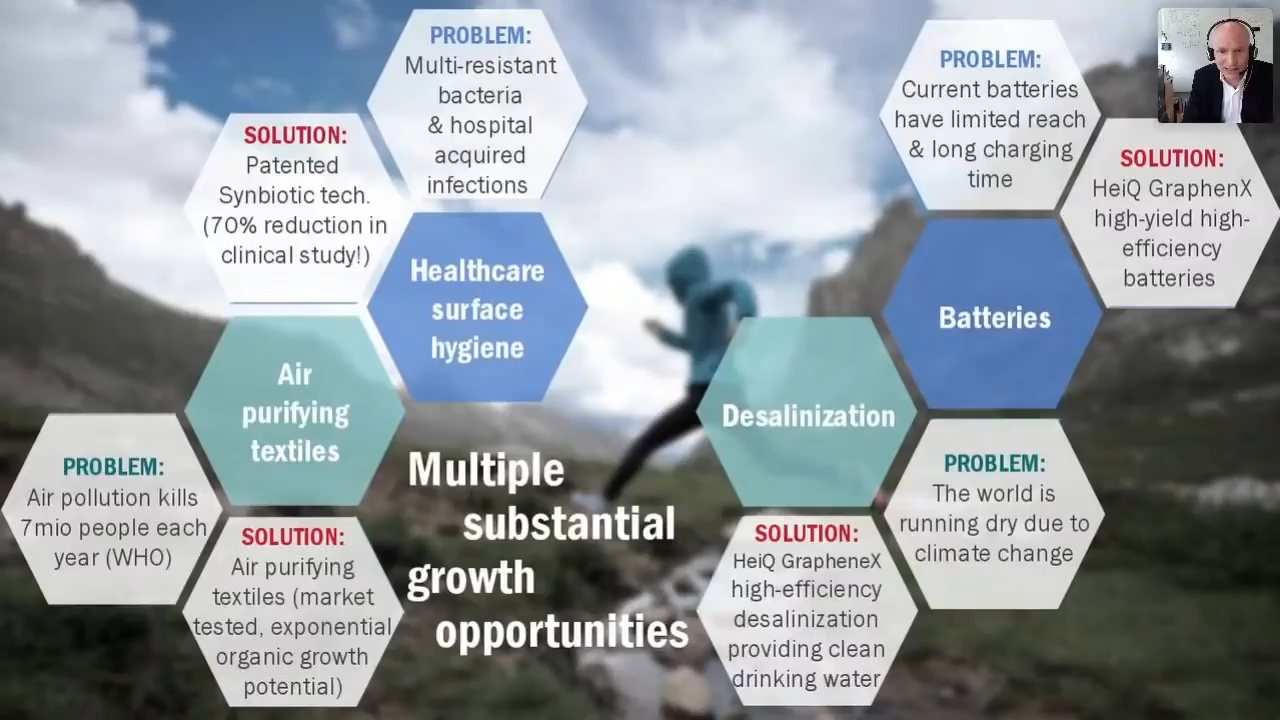 PROBLEM:
Multi-resistant
bacteria
& hospital
acquired
infections
SOLUTION:
Patented
Synbiotic tech.
(70% reduction in
clinical study!)
Healthcare
surface
hygiene
Air
purifying
textiles
PROBLEM:
Air pollution kills
7mio people each
year (WHO)
SOLUTION:
Air purifying
textiles (market
tested, exponential
organic growth
potential)
Multiple
substantial
growth
opportunities
PROBLEM:
Current batteries
have limited reach
& long charging
time
SOLUTION:
HeiQ GraphenX
high-yield high-
efficiency
batteries
Batteries
Desalinization
PROBLEM:
The world is
running dry due to
climate change
SOLUTION:
HeiQ GrapheneX
high-efficiency
desalinization
providing clean
drinking water